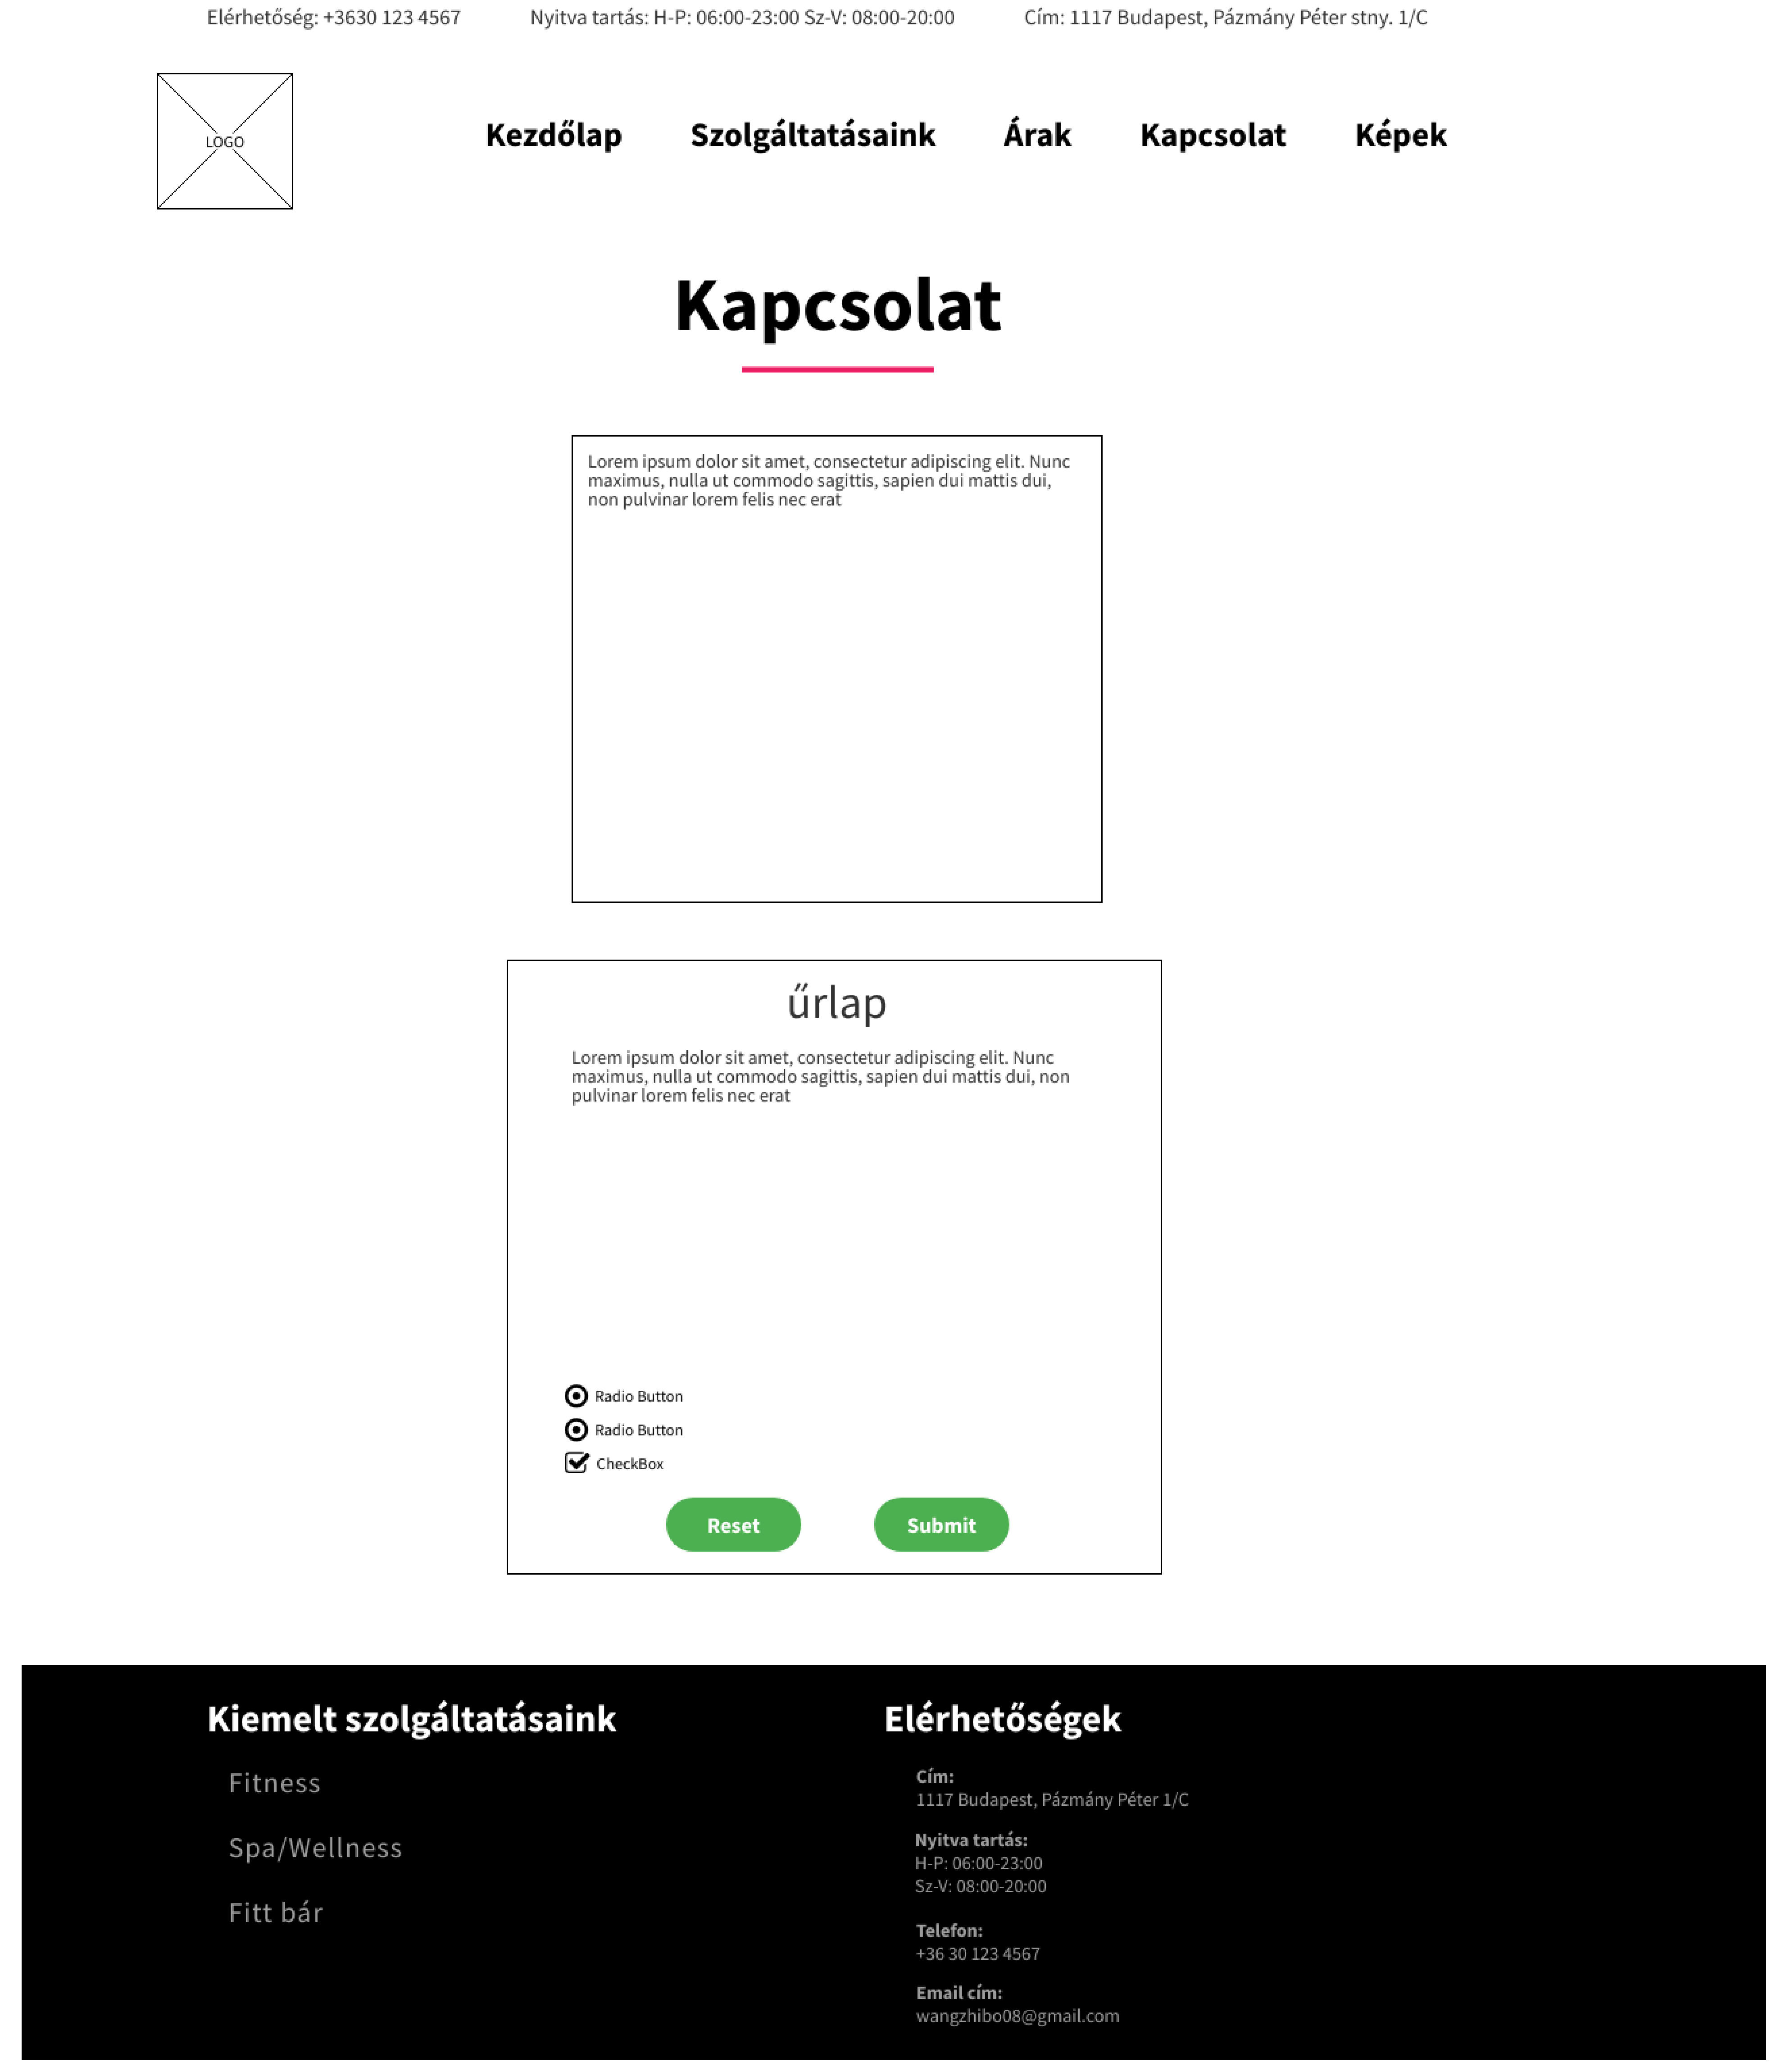 Elérhetőség: +3630 123 4567 Nyitva tartás: H-P: 06:00-23:00 Sz-V: 08:00-20:00 Cím: 1117 Budapest, Pázmány Péter stny. 1/C
LOGO
Kezdőlap Szolgáltatásaink Árak Kapcsolat Képek
Kapcsolat
Lorem ipsum dolor sit amet, consectetur adipiscing elit. Nunc
maximus, nulla ut commodo sagittis, sapien dui mattis dui,
non pulvinar lorem felis nec erat
űrlap
Lorem ipsum dolor sit amet, consectetur adipiscing elit. Nunc
maximus, nulla ut commodo sagittis, sapien dui mattis dui, non
pulvinar lorem felis nec erat
Radio Button
Radio Button
CheckBox
Reset Submit
Kiemelt szolgáltatásaink
Fitness
Spa/Wellness
Fitt bár
Elérhetőségek
Cím:
1117 Budapest, Pázmány Péter 1/C
Nyitva tartás:
H-P: 06:00-23:00
Sz-V: 08:00-20:00
Telefon:
+36 30 123 4567
Email cím:
wangzhibo08@gmail.com